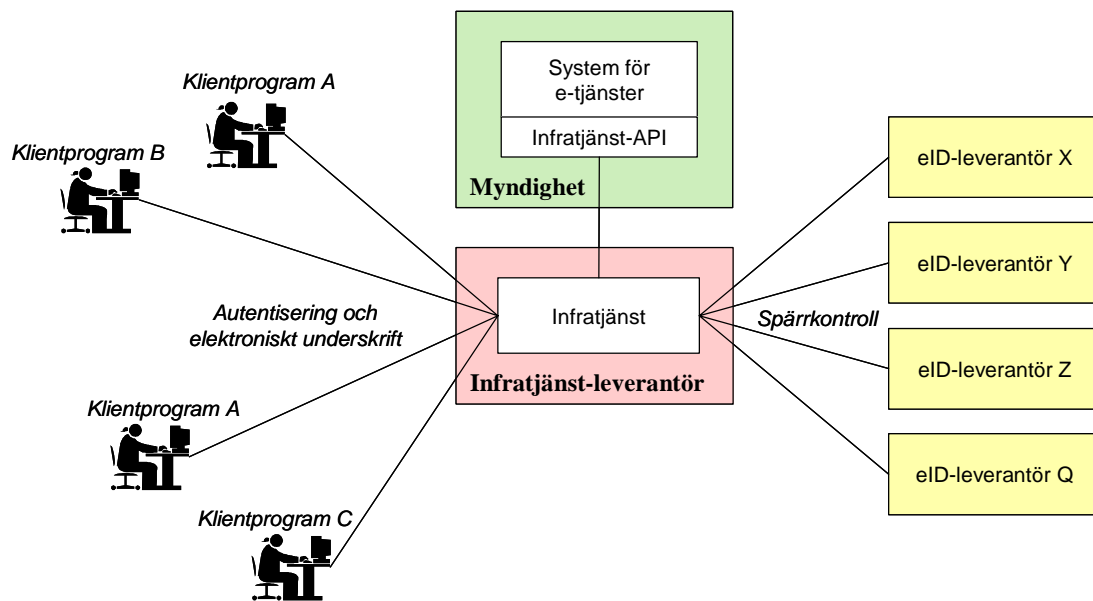 Klientprogram A
Klientprogram B
System för
e-tjänster
Infratjänst-API
Myndighet
eID-leverantör X
eID-leverantör Y
Autentisering och
elektroniskt underskrift
Infratjänst
Infratjänst-leverantör
Spärrkontroll
eID-leverantör Z
eID-leverantör Q
Klientprogram A
Klientprogram C